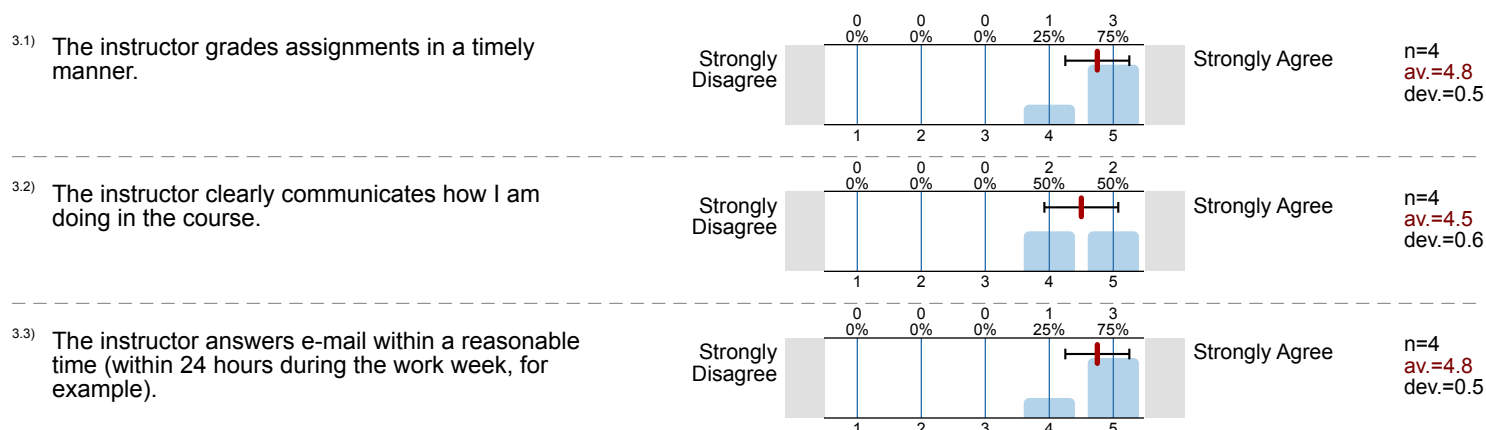 0 0 0 1 3
0% 0% 0% 25% 75%
3.1) The instructor grades assignments in a timely
manner.
Strongly
Disagree
Strongly Agree
n=4
av.=4.8
dev.=0.5
1 2 3 4 5
0 0 0 2 2
0% 0% 0% 50% 50%
3.2) The instructor clearly communicates how I am
doing in the course.
Strongly
Disagree
Strongly Agree
n=4
av.=4.5
dev.=0.6
1 2 3 4 5
0 0 0 1 3
0% 0% 0% 25% 75%
3.3) The instructor answers e-mail within a reasonable
time (within 24 hours during the work week, for
example).
Strongly
Disagree
Strongly Agree
n=4
av.=4.8
dev.=0.5
1 2 3 4 5